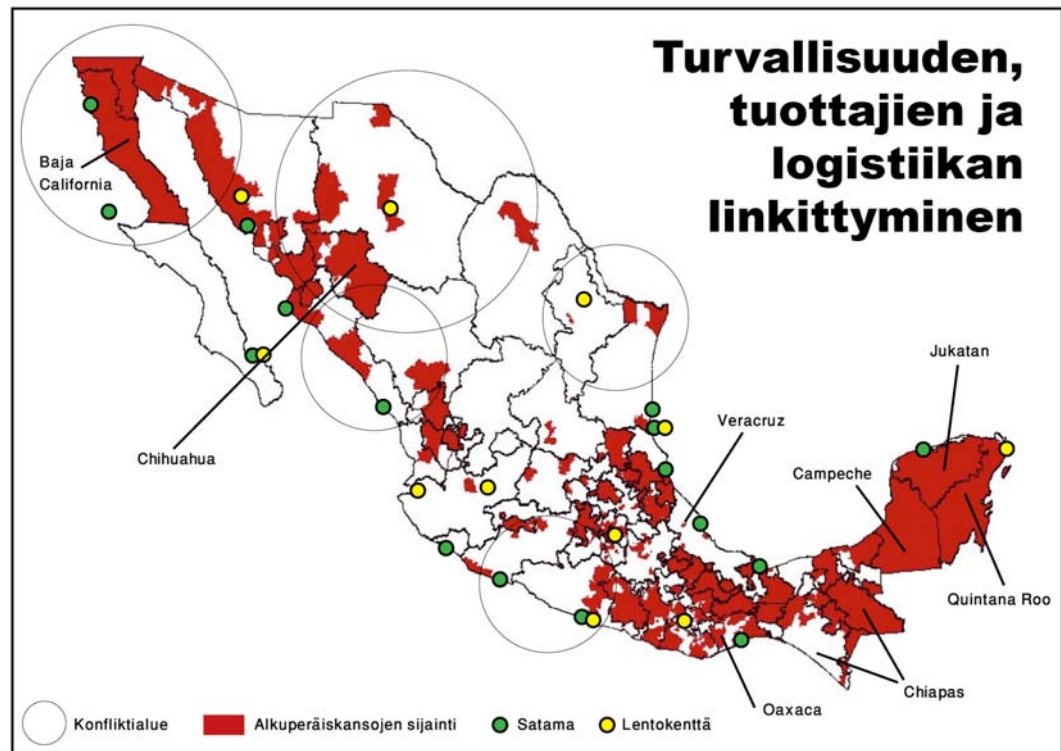 Turvallisuuden,
tuottajien ja
logistiikan
linkittyminen
Baja
California
Chihuahua
Veracruz
Jukatan
Campeche
Quintana Roo
Chiapas
Oaxaca
Konfliktialue
Alkuperäiskansojen sijainti
Satama
Lentokenttä